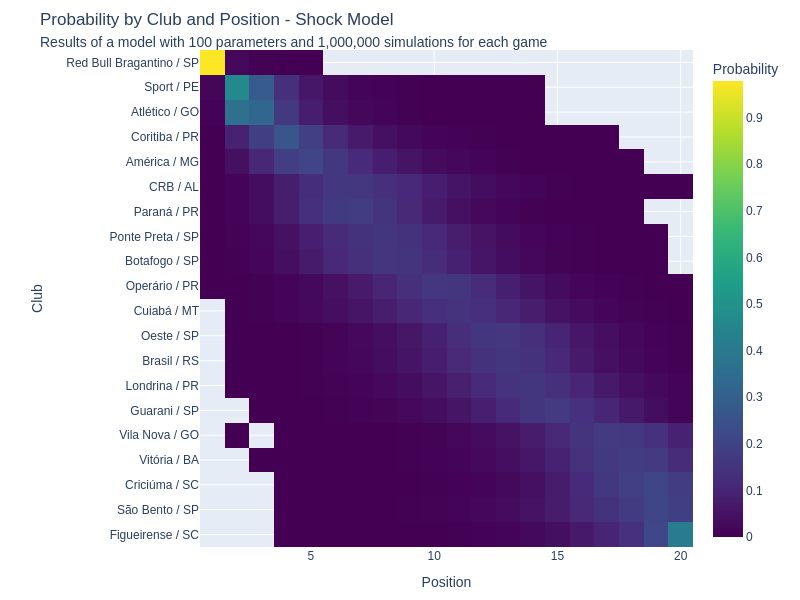 Probability by Club and Position - Shock Model
Results of a model with 100 parameters and 1,000,000 simulations for each game
Probability
Red Bull Bragantino / SP
Sport / PE
Atlético / GO
Coritiba / PR
América / MG
CRB / AL
Paraná / PR
Ponte Preta / SP
Botafogo / SP
Operário / PR
Cuiabá / MT
Oeste / SP
Brasil / RS
Londrina / PR
Guarani / SP
Vila Nova / GO
Vitória / BA
Criciúma / SC
São Bento / SP
Figueirense / SC
Club
5
10
15
20
Position
0.9
0.8
0.7
0.6
0.5
0.4
0.3
0.2
0.1
0